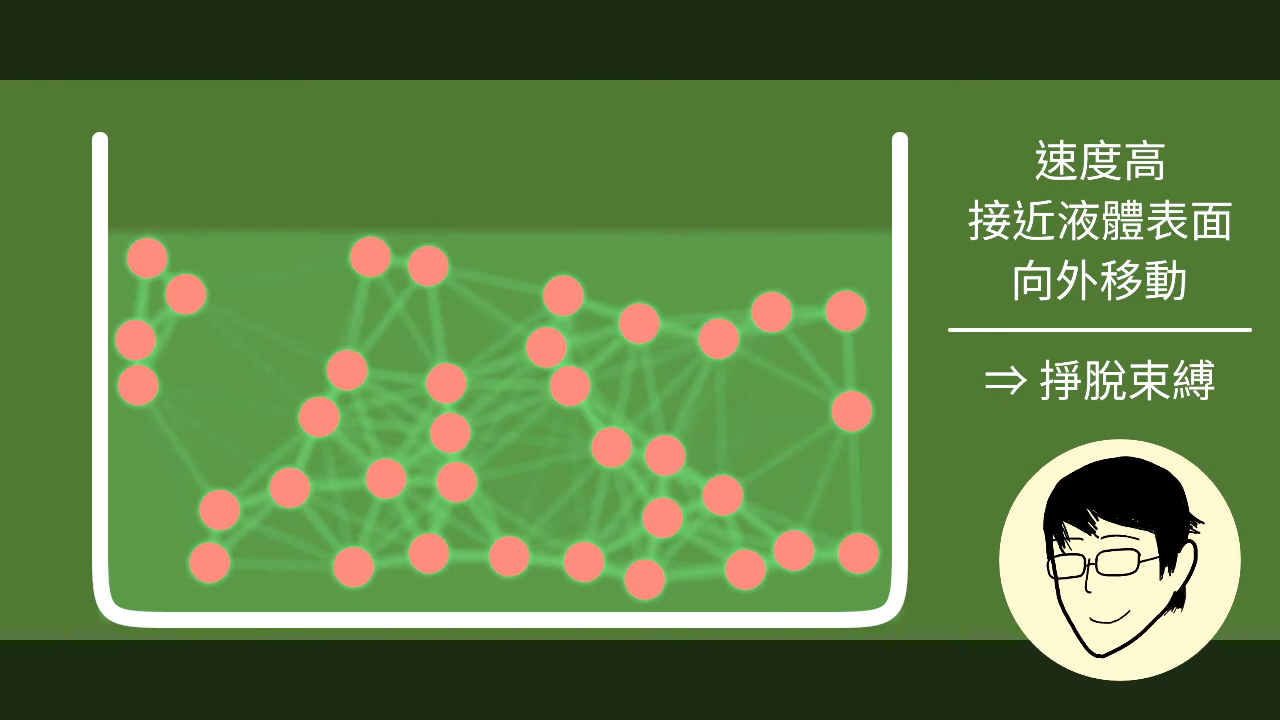 速度高
接近液體表面
向外移動
⇒ 掙脫束縛